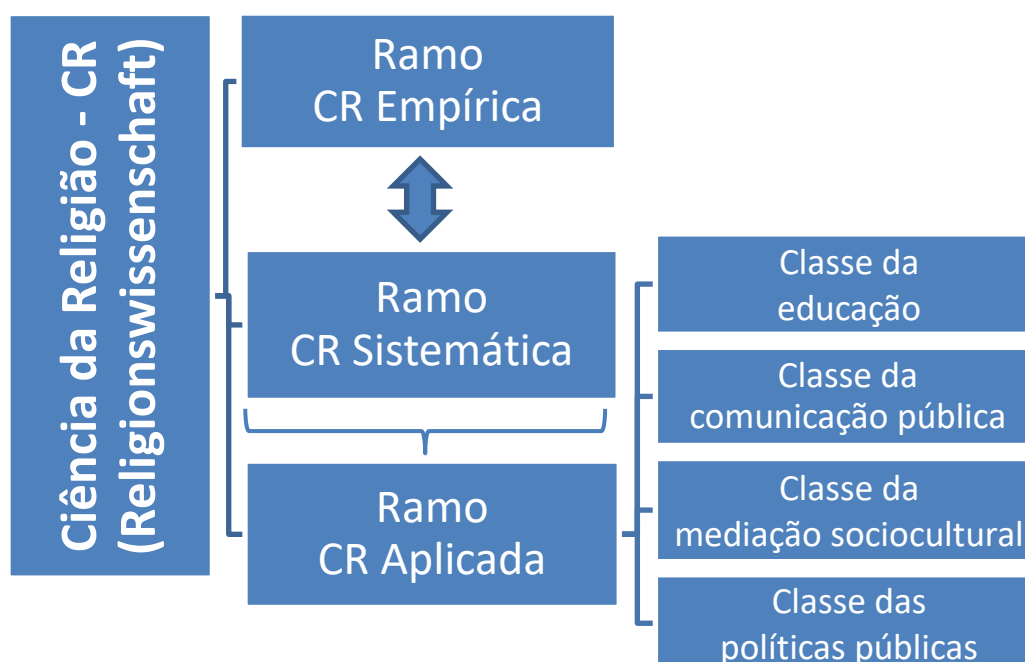 Ciência da Religião - CR
(Religionswissenschaft)
Ramo
CR Empírica
Ramo
CR Sistemática
Ramo
CR Aplicada
Classe da
educação
Classe da
comunicação pública
Classe da
mediação sociocultural
Classe das
políticas públicas